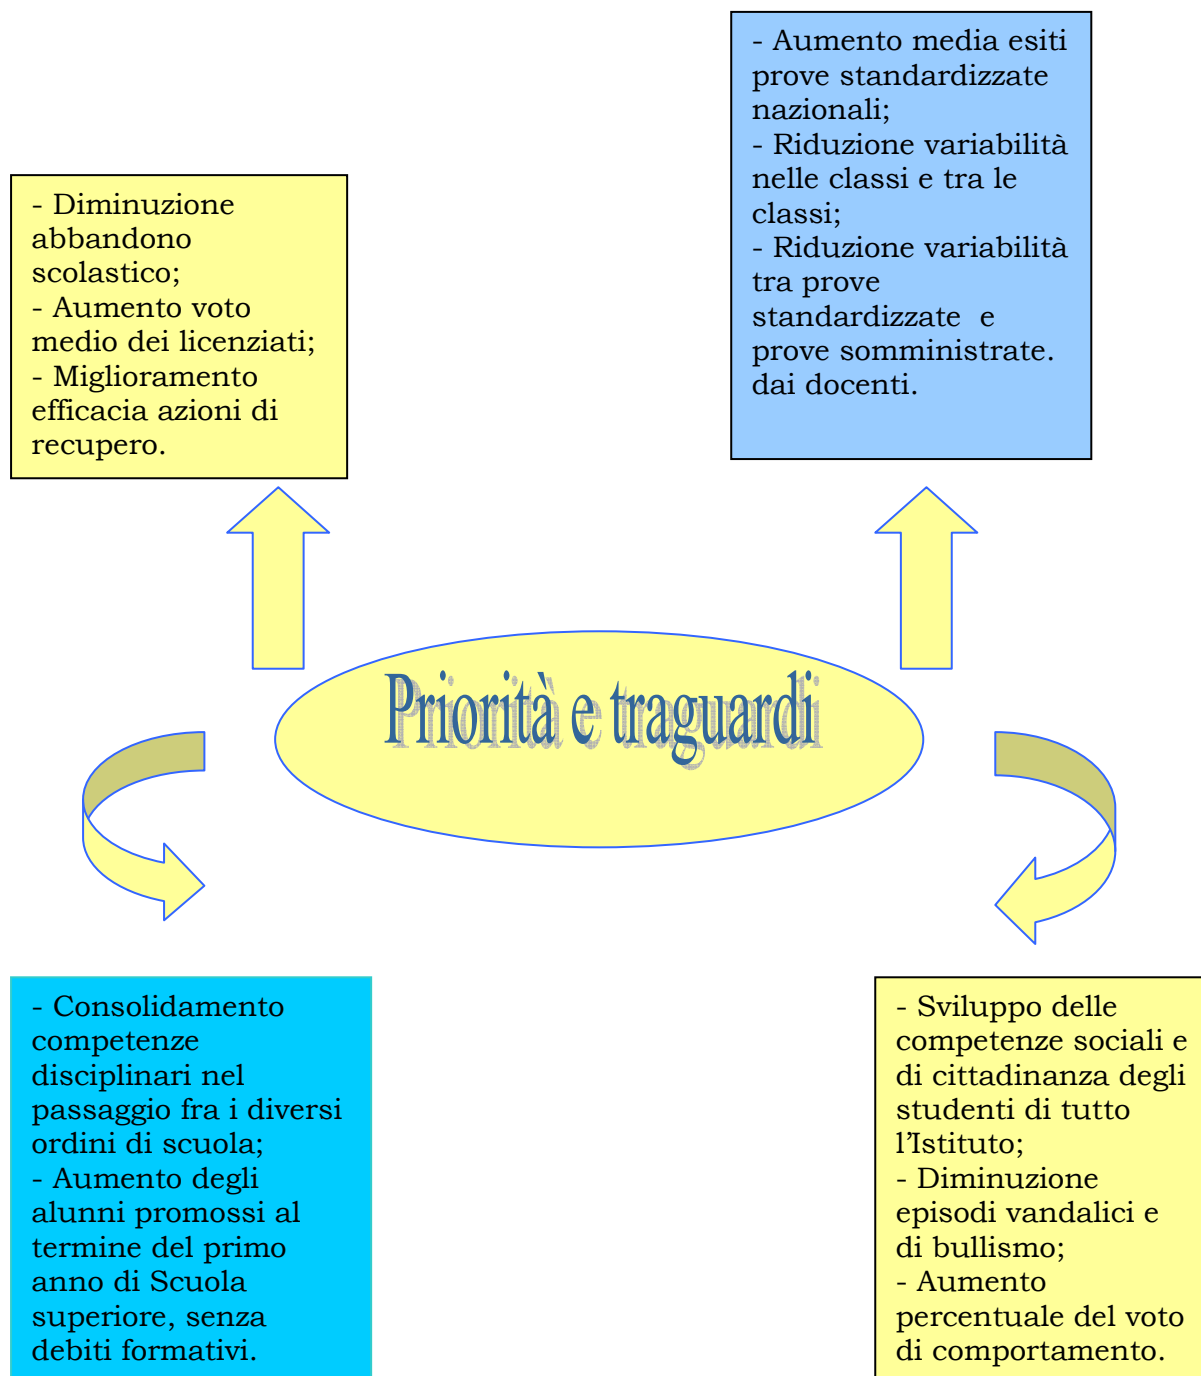 - Diminuzione
abbandono
scolastico;
- Aumento voto
medio dei licenziati;
- Miglioramento
efficacia azioni di
recupero.
- Aumento media esiti
prove standardizzate
nazionali;
- Riduzione variabilità
nelle classi e tra le
classi;
- Riduzione variabilità
tra prove
standardizzate  e
prove somministrate.
dai docenti.
Priorità e traguardi
- Consolidamento
competenze
disciplinari nel
passaggio fra i diversi
ordini di scuola;
- Aumento degli
alunni promossi al
termine del primo
anno di Scuola
superiore, senza
debiti formativi.
- Sviluppo delle
competenze sociali e
di cittadinanza degli
studenti di tutto
l’Istituto;
- Diminuzione
episodi vandalici e
di bullismo;
- Aumento
percentuale del voto
di comportamento.